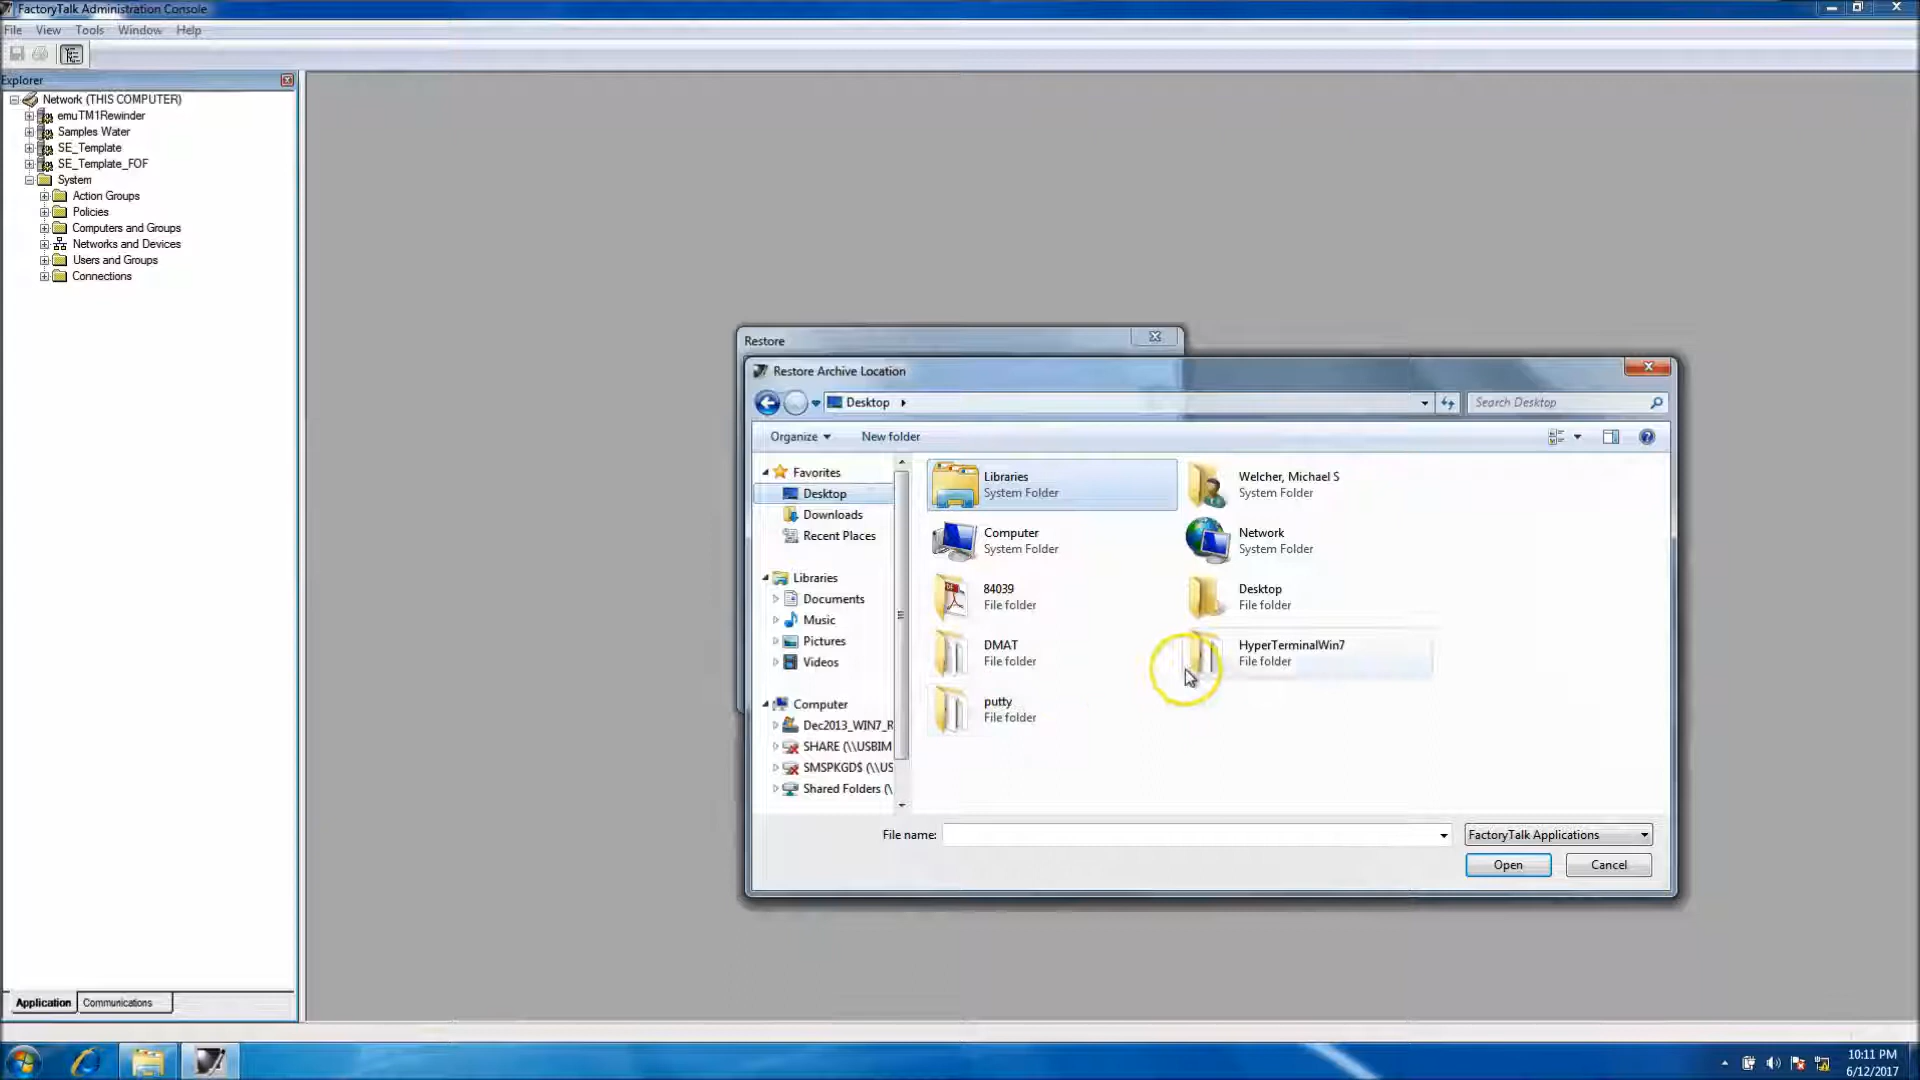 FactoryTalk Administration Console
File View Tools Window Help
Explorer
Network (THIS COMPUTER)
emuTM1Rewinder
Samples Water
SE_Template
SE_Template_FOF
System
Action Groups
Policies
Computers and Groups
Networks and Devices
Users and Groups
Connections
Application Communications
Restore
Restore Archive Location
Desktop
Search Desktop
Organize New folder
Favorites
Desktop
Downloads
Recent Places
Libraries
Documents
Music
Pictures
Videos
Computer
Dec2013_WIN7_R
SHARE (\\USBIM
SMSPKGD$ (\\US
Shared Folders (\
Libraries
System Folder
Welcher, Michael S
System Folder
Computer
System Folder
Network
System Folder
84039
File folder
Desktop
File folder
DMAT
File folder
HyperTerminalWin7
File folder
putty
File folder
File name:
FactoryTalk Applications
Open Cancel
10:11 PM
6/12/2017